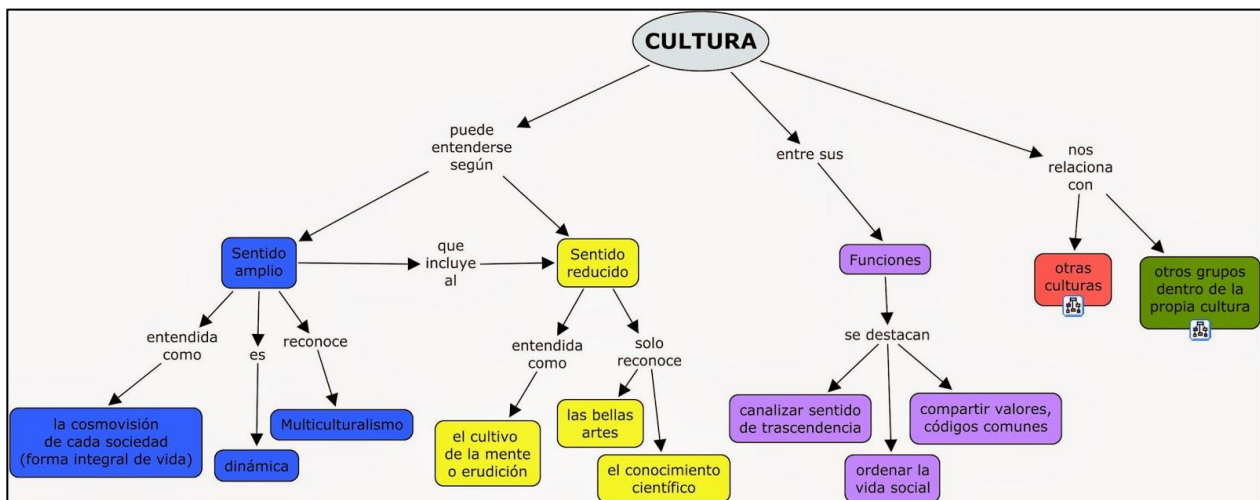 CULTURA
puede
entenderse
según
Sentido
amplio
que
incluye
al
Sentido
reducido
entendida
como
es
reconoce
la cosmovisión
de cada sociedad
(forma integral de vida)
dinámica
Multiculturalismo
entendida
como
solo
reconoce
el cultivo
de la mente
o erudición
las bellas
artes
el conocimiento
científico
entre sus
Funciones
se destacan
canalizar sentido
de trascendencia
ordenar la
vida social
compartir valores,
códigos comunes
nos
relaciona
con
otras
culturas
otros grupos
dentro de la
propia cultura